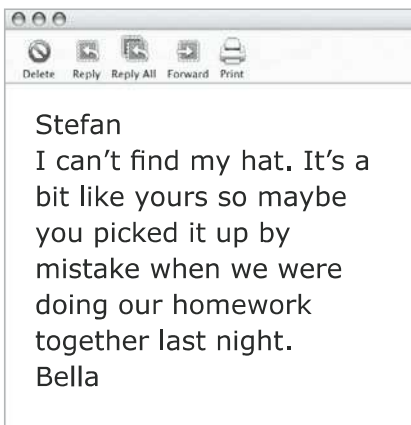 Delete Reply Reply All Forward Print
Stefan
I can't find my hat. It's a
bit like yours so maybe
you picked it up by
mistake when we were
doing our homework
together last night.
Bella